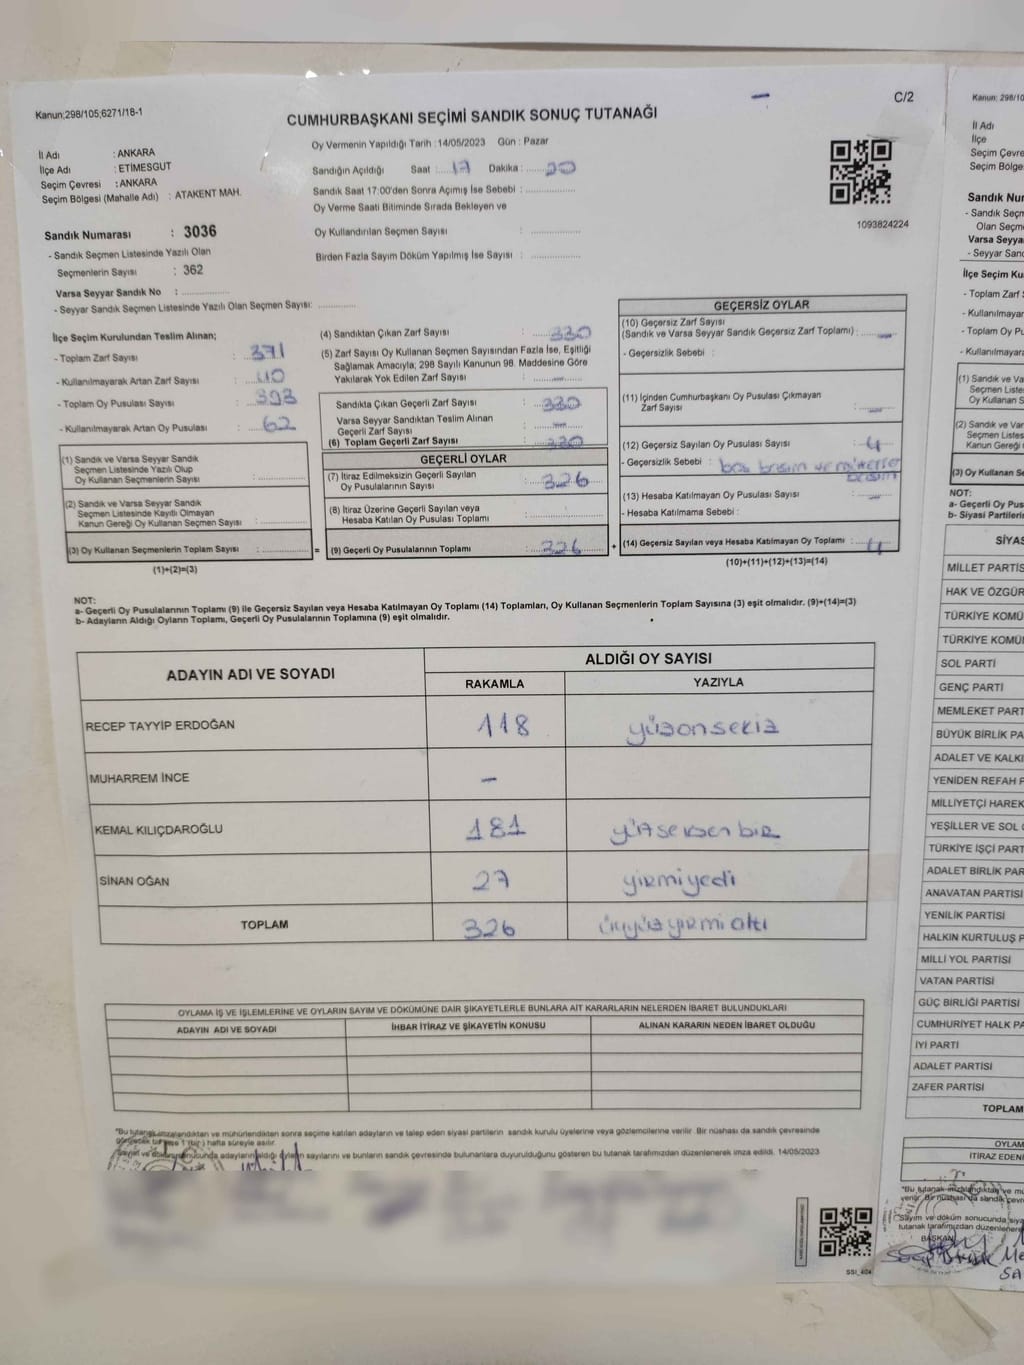 Kanun;298/105;6271/18-1
C/2
CUMHURBAŞKANI SEÇİMİ SANDIK SONUÇ TUTANAĞI
Oy Vermenin Yapıldığı Tarih :14/05/2023 Gün : Pazar
İl Adı : ANKARA
İlçe Adı : ETİMESGUT
Seçim Çevresi : ANKARA
Seçim Bölgesi (Mahalle Adı) : ATAKENT MAH.
Sandığın Açıldığı Saat :.....17 Dakika :.....20
Sandık Saat 17:00'den Sonra Açımış İse Sebebi : ..................
Oy Verme Saati Bitiminde Sırada Bekleyen ve
Oy Kullandırılan Seçmen Sayısı : ..................
Birden Fazla Sayım Döküm Yapılmış İse Sayısı : ..................
1093824224
Sandık Numarası : 3036
- Sandık Seçmen Listesinde Yazılı Olan
Seçmenlerin Sayısı : 362
Varsa Seyyar Sandık No : ..................
- Seyyar Sandık Seçmen Listesinde Yazılı Olan Seçmen Sayısı: ..............
İlçe Seçim Kurulundan Teslim Alınan;
- Toplam Zarf Sayısı : 371
- Kullanılmayarak Artan Zarf Sayısı : 40
- Toplam Oy Pusulası Sayısı : 393
- Kullanılmayarak Artan Oy Pusulası : 62
(1) Sandık ve Varsa Seyyar Sandık
Seçmen Listesinde Yazılı Olup
Oy Kullanan Seçmenlerin Sayısı :..............
(2) Sandık ve Varsa Seyyar Sandık
Seçmen Listesinde Kayıtlı Olmayan
Kanun Gereği Oy Kullanan Seçmen Sayısı :..............
(3) Oy Kullanan Seçmenlerin Toplam Sayısı :..............
(1)+(2)=(3)
(4) Sandıktan Çıkan Zarf Sayısı : 330
(5) Zarf Sayısı Oy Kullanan Seçmen Sayısından Fazla İse, Eşitliği
Sağlamak Amacıyla; 298 Sayılı Kanunun 98. Maddesine Göre
Yakılarak Yok Edilen Zarf Sayısı : —
Sandıkta Çıkan Geçerli Zarf Sayısı : 330
Varsa Seyyar Sandıktan Teslim Alınan
Geçerli Zarf Sayısı : —
(6) Toplam Geçerli Zarf Sayısı : 330
GEÇERLİ OYLAR
(7) İtiraz Edilmeksizin Geçerli Sayılan
Oy Pusulalarının Sayısı : 326
(8) İtiraz Üzerine Geçerli Sayılan veya
Hesaba Katılan Oy Pusulası Toplamı :..............
= (9) Geçerli Oy Pusulalarının Toplamı : 326
GEÇERSİZ OYLAR
(10) Geçersiz Zarf Sayısı
(Sandık ve Varsa Seyyar Sandık Geçersiz Zarf Toplamı) : —
- Geçersizlik Sebebi :
(11) İçinden Cumhurbaşkanı Oy Pusulası Çıkmayan
Zarf Sayısı : —
(12) Geçersiz Sayılan Oy Pusulası Sayısı : 4
- Geçersizlik Sebebi :
(13) Hesaba Katılmayan Oy Pusulası Sayısı : —
- Hesaba Katılmama Sebebi :
+ (14) Geçersiz Sayılan veya Hesaba Katılmayan Oy Toplamı : 4
(10)+(11)+(12)+(13)=(14)
NOT:
a- Geçerli Oy Pusulalarının Toplamı (9) ile Geçersiz Sayılan veya Hesaba Katılmayan Oy Toplamı (14) Toplamları, Oy Kullanan Seçmenlerin Toplam Sayısına (3) eşit olmalıdır. (9)+(14)=(3)
b- Adayların Aldığı Oyların Toplamı, Geçerli Oy Pusulalarının Toplamına (9) eşit olmalıdır.
ADAYIN ADI VE SOYADI
ALDIĞI OY SAYISI
RAKAMLA YAZIYLA
RECEP TAYYİP ERDOĞAN 118 yüzonsekiz
MUHARREM İNCE —
KEMAL KILIÇDAROĞLU 181 yüzseksen bir
SİNAN OĞAN 27 yirmiyedi
TOPLAM 326 üçyüzyirmi altı
OYLAMA İŞ VE İŞLEMLERİNE VE OYLARIN SAYIM VE DÖKÜMÜNE DAİR ŞİKAYETLERLE BUNLARA AİT KARARLARIN NELERDEN İBARET BULUNDUKLARI
ADAYIN ADI VE SOYADI İHBAR İTİRAZ VE ŞİKAYETİN KONUSU ALINAN KARARIN NEDEN İBARET OLDUĞU
"Bu tutanak imzalandıktan ve mühürlendikten sonra seçime katılan adayların ve talep eden siyasi partilerin sandık kurulu üyelerine veya gözlemcilerine verilir. Bir nüshası da sandık çevresinde
1 (bir) hafta süreyle asılır.
adayların aldığı oyların sayılarını ve bunların sandık çevresinde bulunanlara duyurulduğunu gösteren bu tutanak tarafımızdan düzenlenerek imza edildi. 14/05/2023
Kanun: 298/10
İl Adı
İlçe
Seçim Çevre
Seçim Bölge
Sandık Nur
- Sandık Seçm
Olan Seçm
Varsa Seyya
- Seyyar Sand
İlçe Seçim Ku
- Toplam Zarf S
- Kullanılmayar
- Toplam Oy Pu
- Kullanılmayar
(1) Sandık ve Va
Seçmen Liste
Oy Kullanan S
(2) Sandık ve Var
Seçmen Listes
Kanun Gereği
(3) Oy Kullanan Se
NOT:
a- Geçerli Oy Pus
b- Siyasi Partilerin
SİYAS
MİLLET PARTİS
HAK VE ÖZGÜR
TÜRKİYE KOMÜ
TÜRKİYE KOMÜ
SOL PARTİ
GENÇ PARTİ
MEMLEKET PART
BÜYÜK BİRLİK PA
ADALET VE KALKI
YENİDEN REFAH P
MİLLİYETÇİ HAREK
YEŞİLLER VE SOL
TÜRKİYE İŞÇİ PART
ADALET BİRLİK PAR
ANAVATAN PARTİSİ
YENİLİK PARTİSİ
HALKIN KURTULUŞ P
MİLLİ YOL PARTİSİ
VATAN PARTİSİ
GÜÇ BİRLİĞİ PARTİSİ
CUMHURİYET HALK PA
İYİ PARTİ
ADALET PARTİSİ
ZAFER PARTİSİ
TOPLAM
OYLAM
İTİRAZ EDENİ
"Bu tutanak imzalandıktan ve mü
verilir. Bir nüshası da sandık çevre
Sayım ve döküm sonucunda siya
tutanak tarafımızdan düzenlenere
BAŞKAN